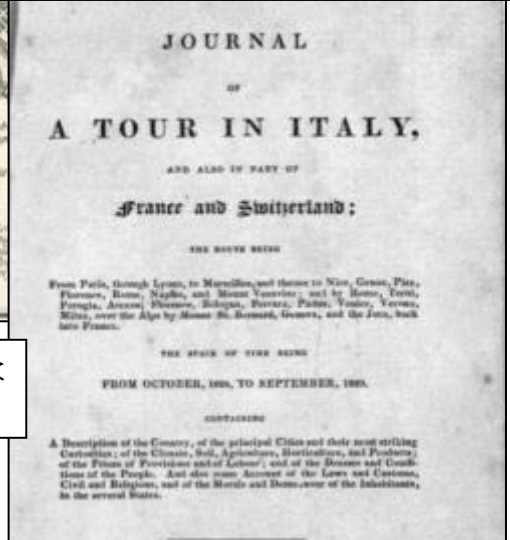 JOURNAL
OF
A TOUR IN ITALY,
AND ALSO IN PART OF
France and Switzerland;
THE ROUTE BEING
From Paris, through Lyons, to Marseilles, and thence to Nice, Genoa, Pisa,
Florence, Rome, Naples, and Mount Vesuvius; and by Rome, Terni,
Perugia, Arezzo, Florence, Bologna, Ferrara, Padua, Venice, Verona,
Milan, over the Alps by Mount St. Bernard, Geneva, and the Jura, back
into France.
THE SPACE OF TIME BEING
FROM OCTOBER, 1828, TO SEPTEMBER, 1829.
CONTAINING
A Description of the Country, of the principal Cities and their most striking
Curiosities; of the Climate, Soil, Agriculture, Horticulture, and Products;
of the Prices of Provisions and of Labour; and of the Dresses and Condi-
tions of the People. And also some Account of the Laws and Customs,
Civil and Religious, and of the Morals and Demeanour of the Inhabitants,
in the several States.